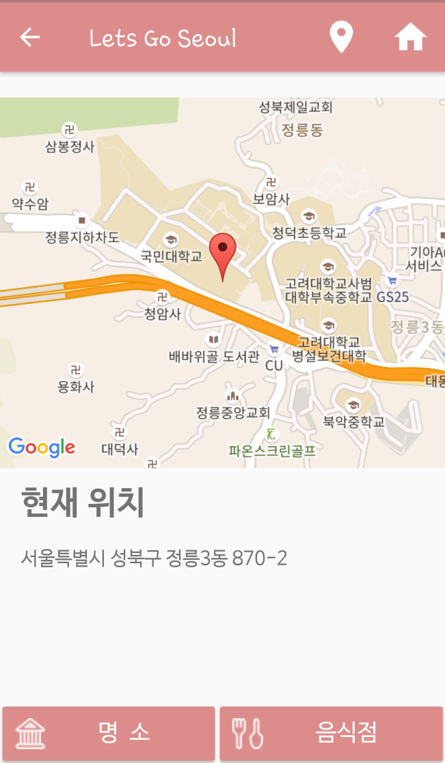 Lets Go Seoul
성북제일교회
정릉동
삼봉정사
보암사
약수암
청덕초등학교
정릉지하차도
국민대학교
기아A
서비스
고려대학교사범
대학부속중학교
GS25
청암사
정릉3동
고려대학교
병설보건대학
배바위골 도서관
CU
대동
용화사
정릉중앙교회
북악중학교
대덕사
파온스크린골프
Google
현재 위치
서울특별시 성북구 정릉3동 870-2
명 소
음식점